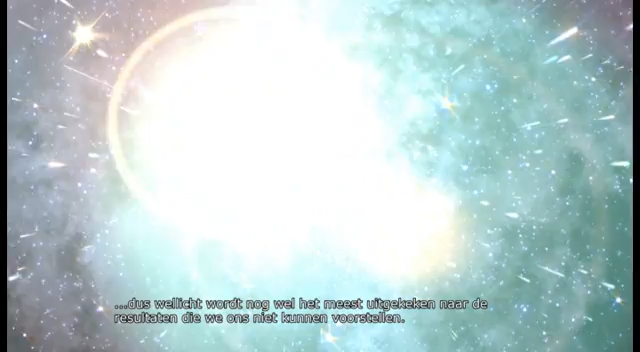 ...dus wellicht wordt nog wel het meest uitgekeken naar de
resultaten die we ons niet kunnen voorstellen.